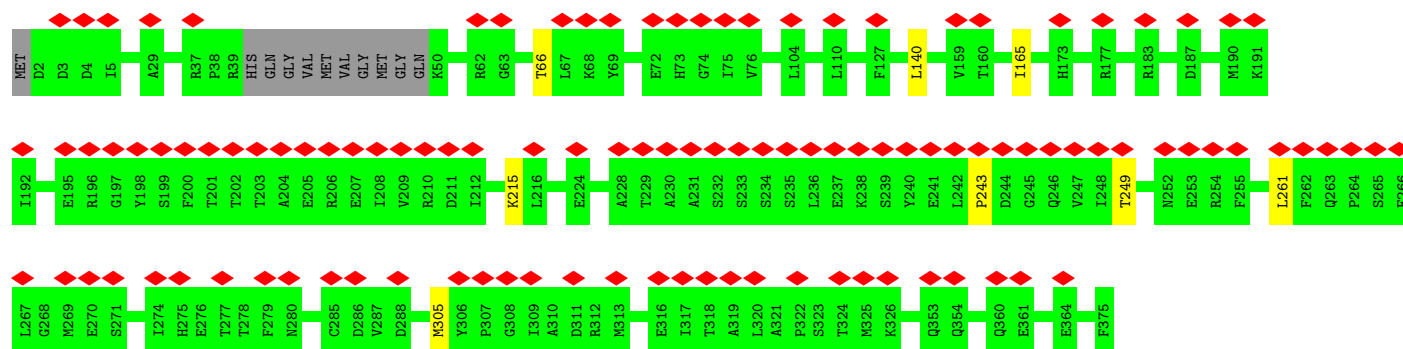 MET D2 D3 D4 I5 A29 R37 P38 R39 HIS GLN GLY VAL MET VAL GLY MET GLY GLN K50 R62 G63 T66 L67 K68 Y69 E72 H73 G74 I75 V76 L104 L110 F127 L140 V159 T160 I165 H173 R177 R183 D187 M190 K191
I192 E195 R196 G197 Y198 S199 F200 T201 T202 T203 A204 E205 R206 E207 I208 V209 R210 D211 I212 K215 L216 E224 A228 T229 A230 A231 S232 S233 S234 S235 L236 E237 K238 S239 Y240 E241 L242 P243 D244 G245 Q246 V247 I248 T249 N252 E253 R254 F255 L261 F262 Q263 P264 S265
L267 G268 M269 E270 S271 I274 H275 E276 T277 T278 F279 N280 C285 D286 V287 D288 M305 Y306 P307 G308 I309 A310 D311 R312 M313 E316 I317 T318 A319 L320 A321 P322 S323 T324 M325 K326 Q353 Q354 Q360 E361 E364 F375